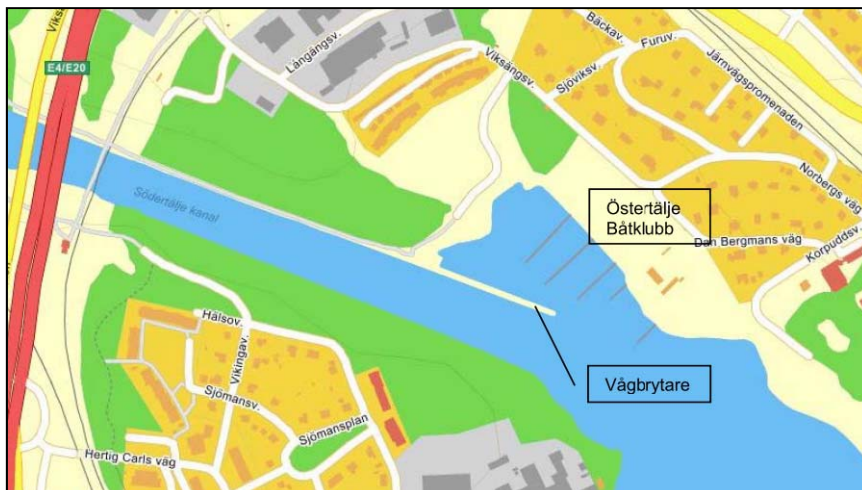 Viks
E4/E20
Långängsv.
Viksängsv.
Bäckav.
Furuv.
Sjöviksv.
Järnvägspromenaden
Norbergs väg
Södertälje kanal
Östertälje
Båtklubb
Dan Bergmans väg
Korpuddsv.
Hälsov.
Vikingav.
Sjömansv.
Sjömansplan
Hertig Carls väg
Vågbrytare